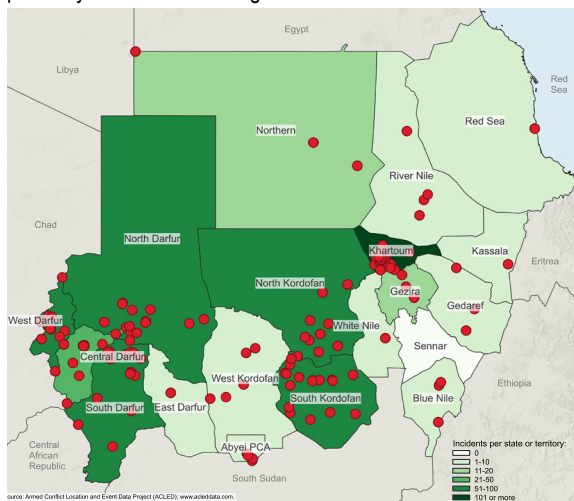 Egypt
Libya
Red
Sea
Red Sea
Northern
River Nile
Chad
North Darfur
Khartoum
Kassala
Eritrea
North Kordofan
Gezira
Gedaref
West Darfur
White Nile
Sennar
Central Darfur
West Kordofan
Ethiopia
South Darfur
East Darfur
South Kordofan
Blue Nile
Central
African
Republic
Abyei PCA
South Sudan
Incidents per state or territory:
0
1-10
11-20
21-50
51-100
101 or more
ource: Armed Conflict Location and Event Data Project (ACLED); www.acleddata.com.